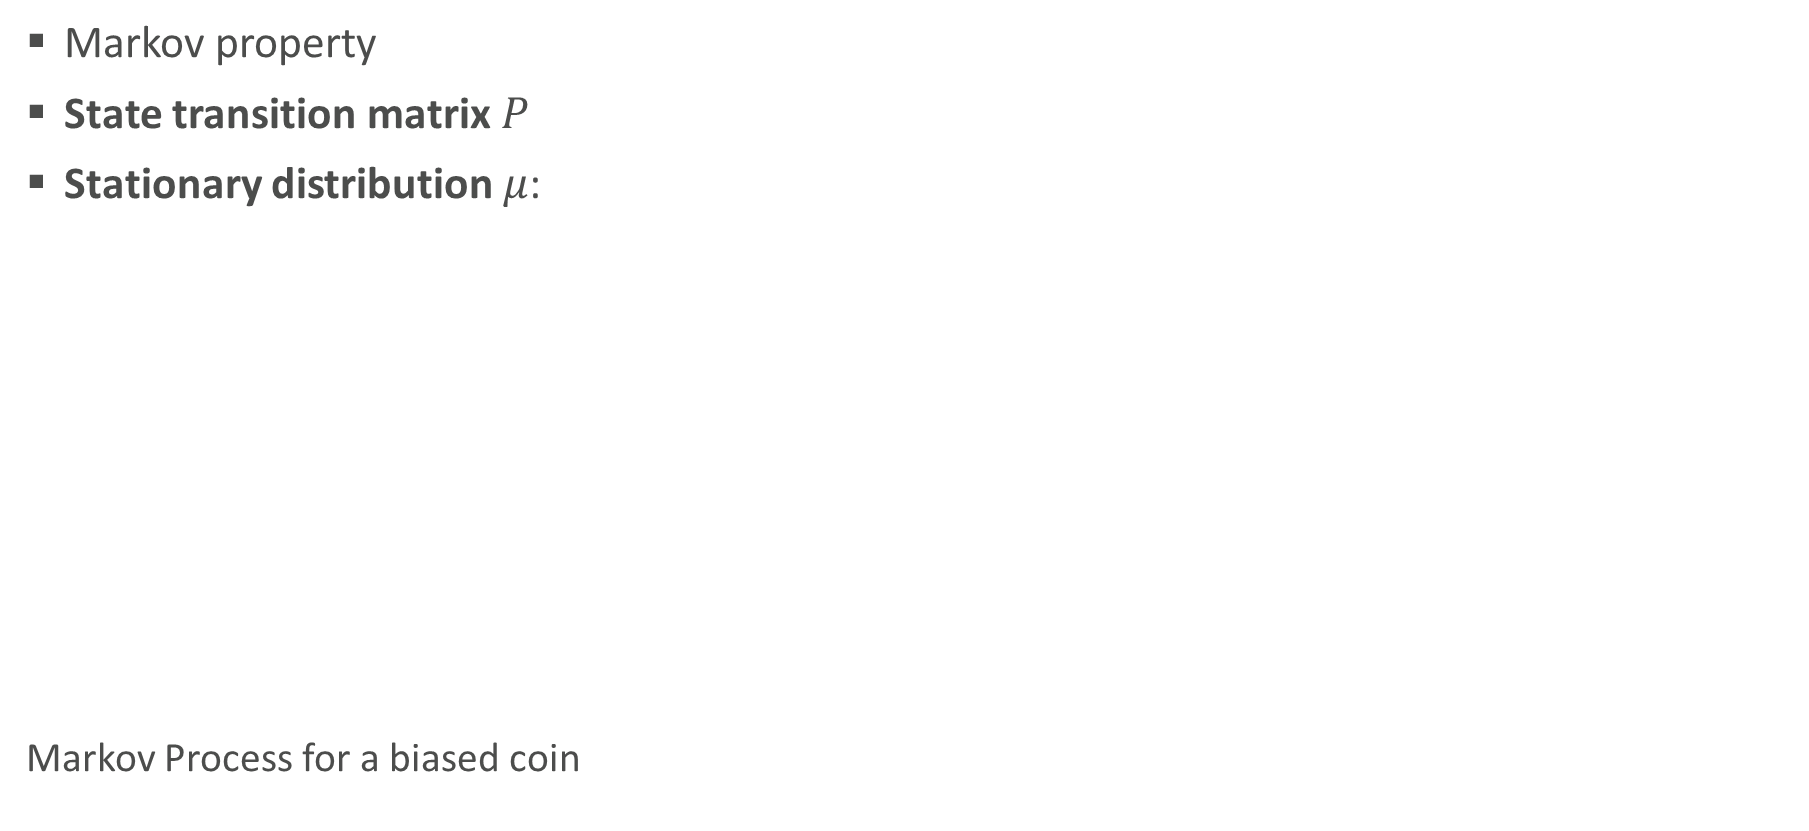 ▪ Markov property
▪ State transition matrix 𝑃
▪ Stationary distribution 𝜇:
Markov Process for a biased coin